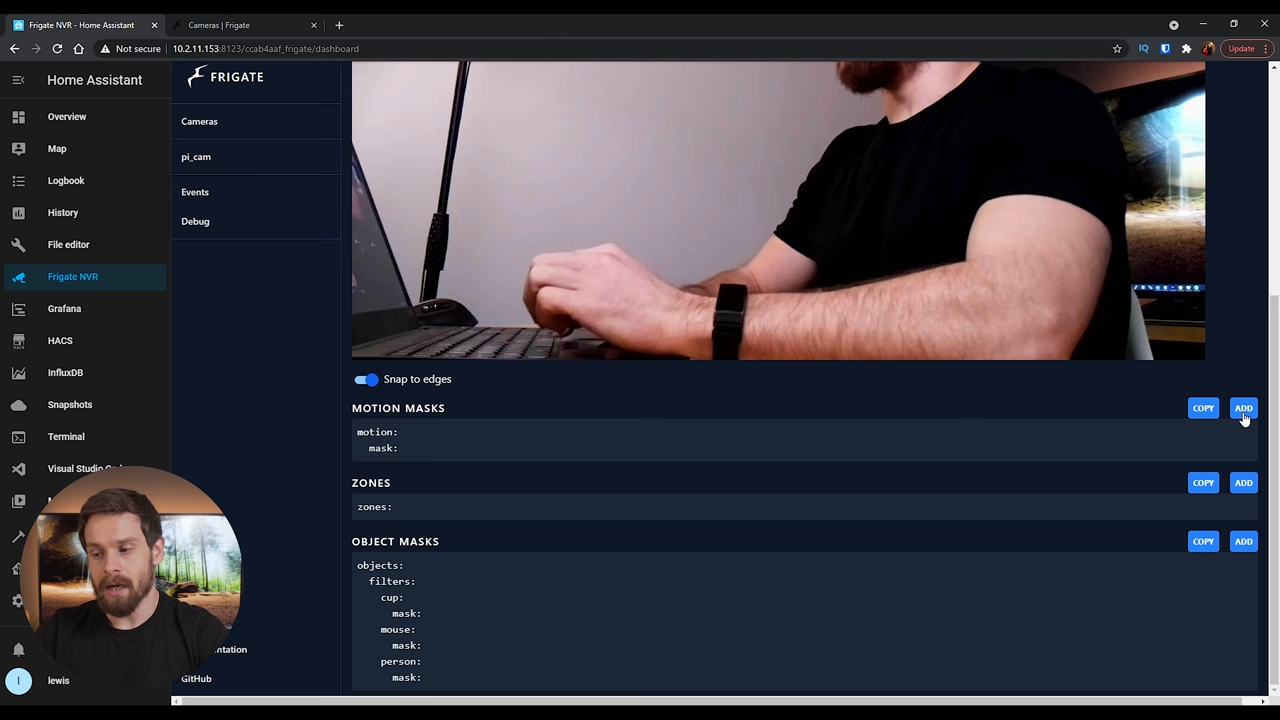 Frigate NVR - Home Assistant
Cameras | Frigate
Not secure
10.2.11.153:8123/ccab4aaf_frigate/dashboard
IQ
Update
Home Assistant
Overview
Map
Logbook
History
File editor
Frigate NVR
Grafana
HACS
InfluxDB
Snapshots
Terminal
Visual Studio
lewis
FRIGATE
Cameras
pi_cam
Events
Debug
GitHub
Snap to edges
MOTION MASKS
COPY
ADD
motion:
mask:
ZONES
COPY
ADD
zones:
OBJECT MASKS
COPY
ADD
objects:
filters:
cup:
mask:
mouse:
mask:
person:
mask: